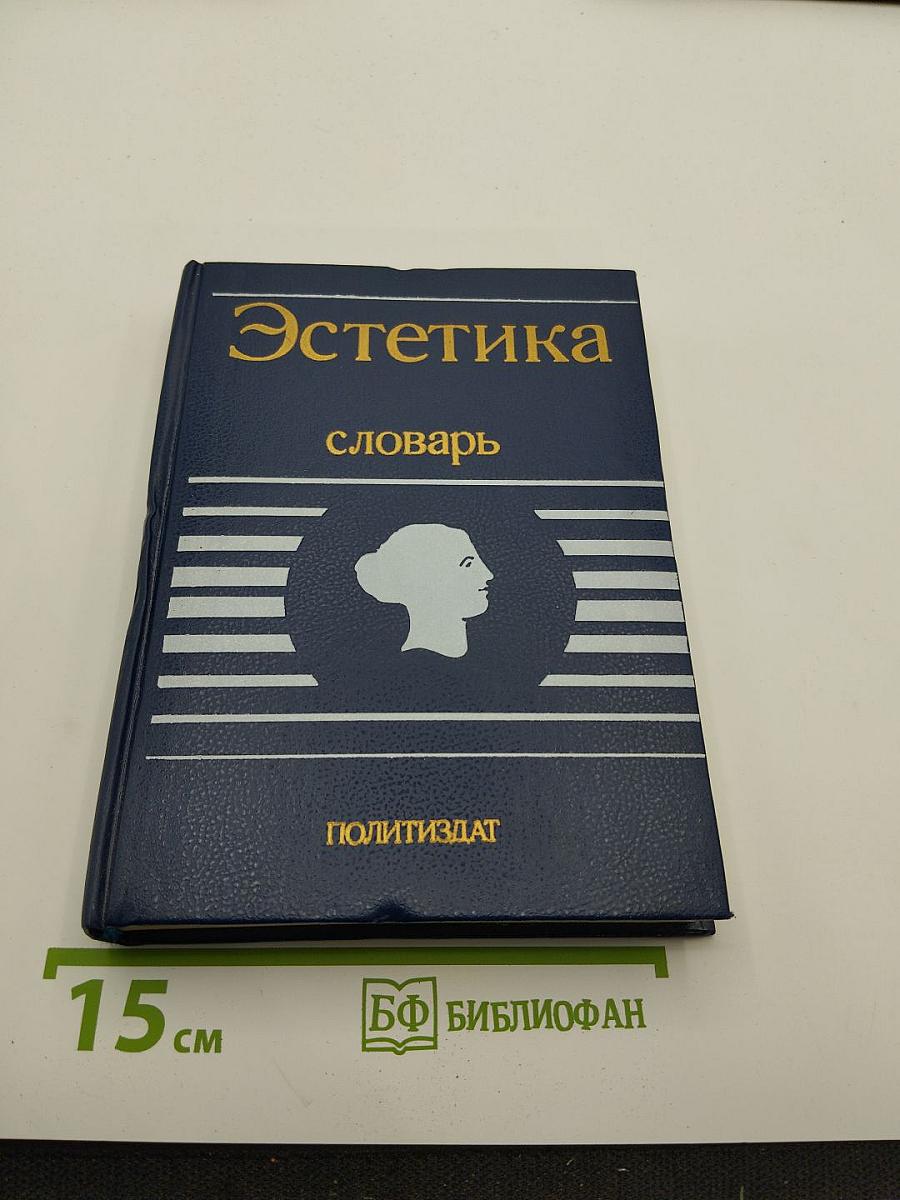 Эстетика
словарь
ПОЛИТИЗДАТ
15 см
БФ БИБЛИОФАН